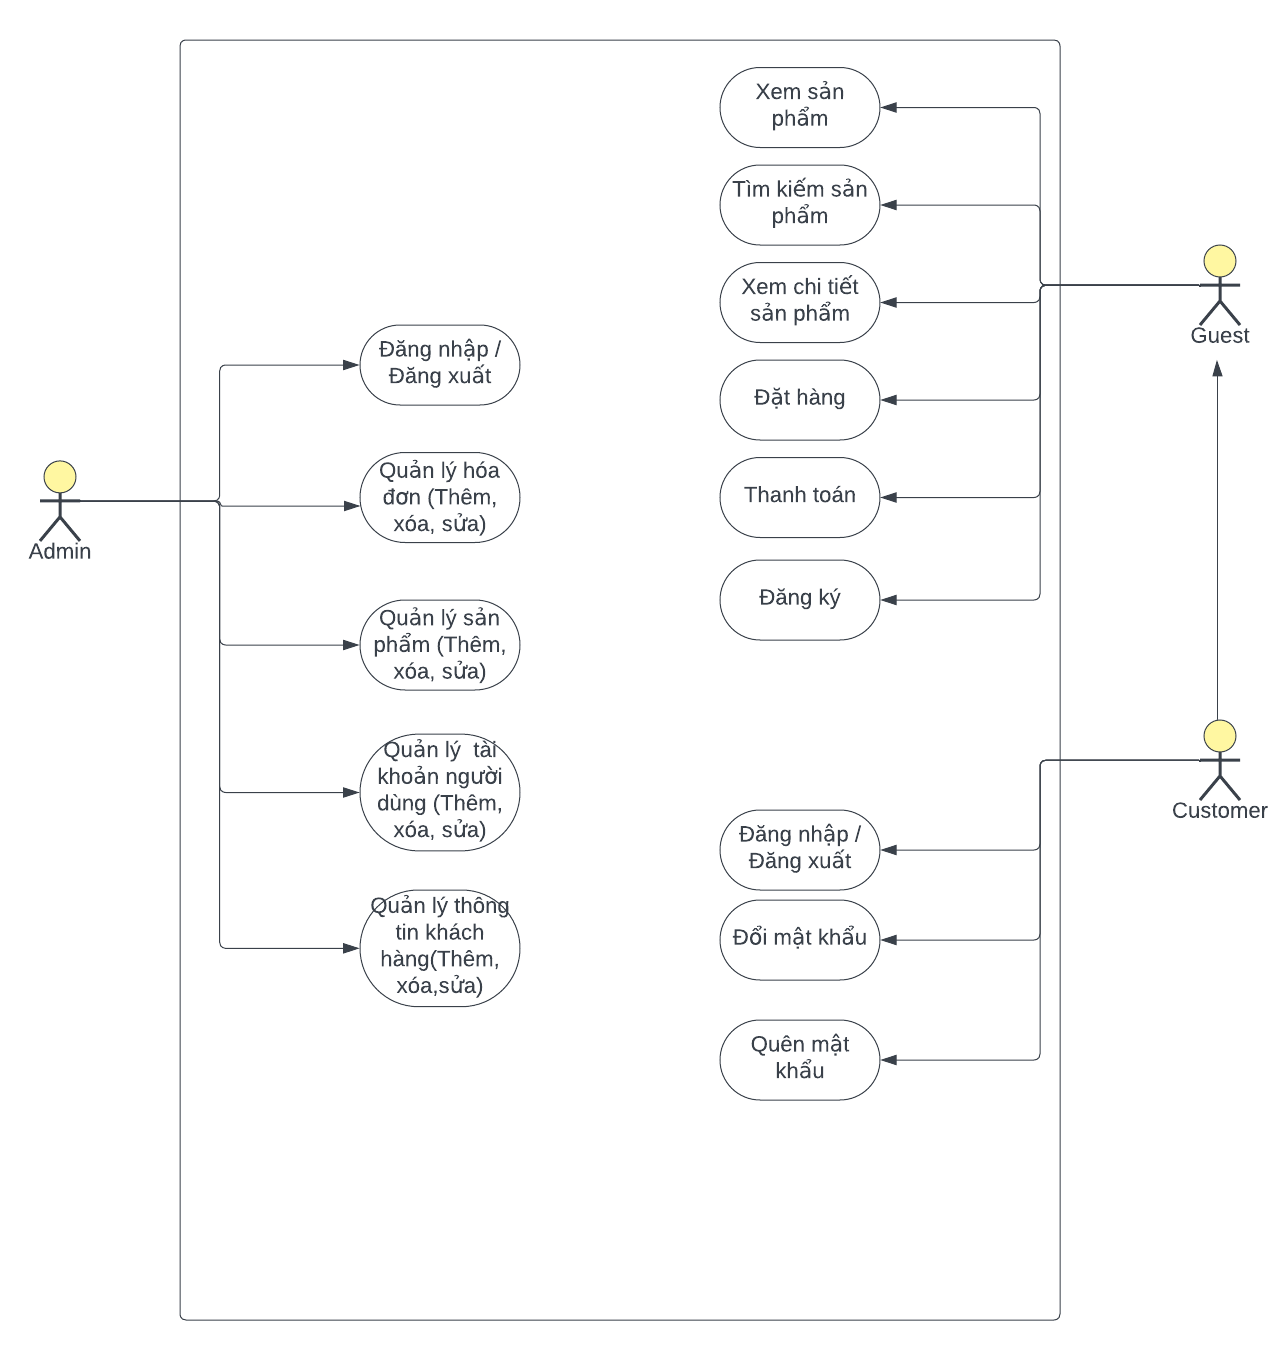 Xem sản
phẩm
Tìm kiếm sản
phẩm
Xem chi tiết
sản phẩm
Đặt hàng
Thanh toán
Đăng ký
Guest
Đăng nhập /
Đăng xuất
Quản lý hóa
đơn (Thêm,
xóa, sửa)
Admin
Quản lý sản
phẩm (Thêm,
xóa, sửa)
Quản lý  tài
khoản người
dùng (Thêm,
xóa, sửa)
Quản lý thông
tin khách
hàng(Thêm,
xóa,sửa)
Customer
Đăng nhập /
Đăng xuất
Đổi mật khẩu
Quên mật
khẩu